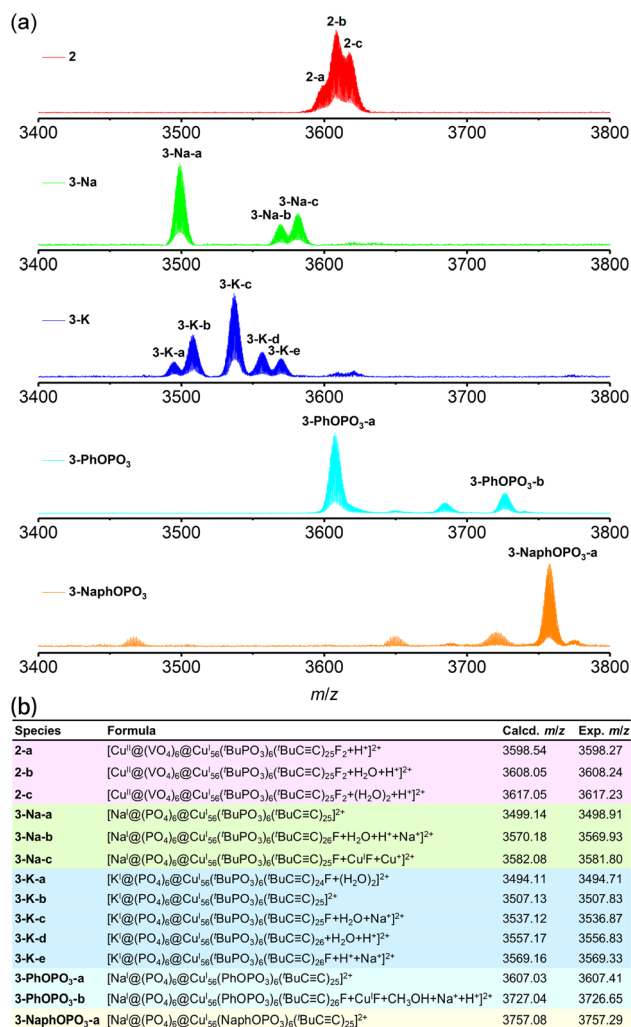 (a)
2-b
2-c
2-a
2
3400 3500 3600 3700 3800
3-Na-a
3-Na
3-Na-c
3-Na-b
3400 3500 3600 3700 3800
3-K-c
3-K
3-K-b
3-K-d
3-K-a
3-K-e
3400 3500 3600 3700 3800
3-PhOPO₃-a
3-PhOPO₃
3-PhOPO₃-b
3400 3500 3600 3700 3800
3-NaphOPO₃-a
3-NaphOPO₃
3400 3500 3600 3700 3800
m/z
(b)
Species Formula Calcd. m/z Exp. m/z
2-a [Cuᴵᴵ@(VO₄)₆@Cuᴵ₅₆(ᵗBuPO₃)₆(ᵗBuC≡C)₂₅F₂+H⁺]²⁺ 3598.54 3598.27
2-b [Cuᴵᴵ@(VO₄)₆@Cuᴵ₅₆(ᵗBuPO₃)₆(ᵗBuC≡C)₂₅F₂+H₂O+H⁺]²⁺ 3608.05 3608.24
2-c [Cuᴵᴵ@(VO₄)₆@Cuᴵ₅₆(ᵗBuPO₃)₆(ᵗBuC≡C)₂₅F₂+(H₂O)₂+H⁺]²⁺ 3617.05 3617.23
3-Na-a [Naᴵ@(PO₄)₆@Cuᴵ₅₆(ᵗBuPO₃)₆(ᵗBuC≡C)₂₅]²⁺ 3499.14 3498.91
3-Na-b [Naᴵ@(PO₄)₆@Cuᴵ₅₆(ᵗBuPO₃)₆(ᵗBuC≡C)₂₆F+H₂O+H⁺+Na⁺]²⁺ 3570.18 3569.93
3-Na-c [Naᴵ@(PO₄)₆@Cuᴵ₅₆(ᵗBuPO₃)₆(ᵗBuC≡C)₂₅F+CuᴵF+Cu⁺]²⁺ 3582.08 3581.80
3-K-a [Kᴵ@(PO₄)₆@Cuᴵ₅₆(ᵗBuPO₃)₆(ᵗBuC≡C)₂₄F+(H₂O)₂]²⁺ 3494.11 3494.71
3-K-b [Kᴵ@(PO₄)₆@Cuᴵ₅₆(ᵗBuPO₃)₆(ᵗBuC≡C)₂₅]²⁺ 3507.13 3507.83
3-K-c [Kᴵ@(PO₄)₆@Cuᴵ₅₆(ᵗBuPO₃)₆(ᵗBuC≡C)₂₅F+H₂O+Na⁺]²⁺ 3537.12 3536.87
3-K-d [Kᴵ@(PO₄)₆@Cuᴵ₅₆(ᵗBuPO₃)₆(ᵗBuC≡C)₂₆+H₂O+H⁺]²⁺ 3557.17 3556.83
3-K-e [Kᴵ@(PO₄)₆@Cuᴵ₅₆(ᵗBuPO₃)₆(ᵗBuC≡C)₂₆F+H⁺+Na⁺]²⁺ 3569.16 3569.33
3-PhOPO₃-a [Naᴵ@(PO₄)₆@Cuᴵ₅₆(PhOPO₃)₆(ᵗBuC≡C)₂₅]²⁺ 3607.03 3607.41
3-PhOPO₃-b [Naᴵ@(PO₄)₆@Cuᴵ₅₆(PhOPO₃)₆(ᵗBuC≡C)₂₆F+CuᴵF+CH₃OH+Na⁺+H⁺]²⁺ 3727.04 3726.65
3-NaphOPO₃-a [Naᴵ@(PO₄)₆@Cuᴵ₅₆(NaphOPO₃)₆(ᵗBuC≡C)₂₅]²⁺ 3757.08 3757.29